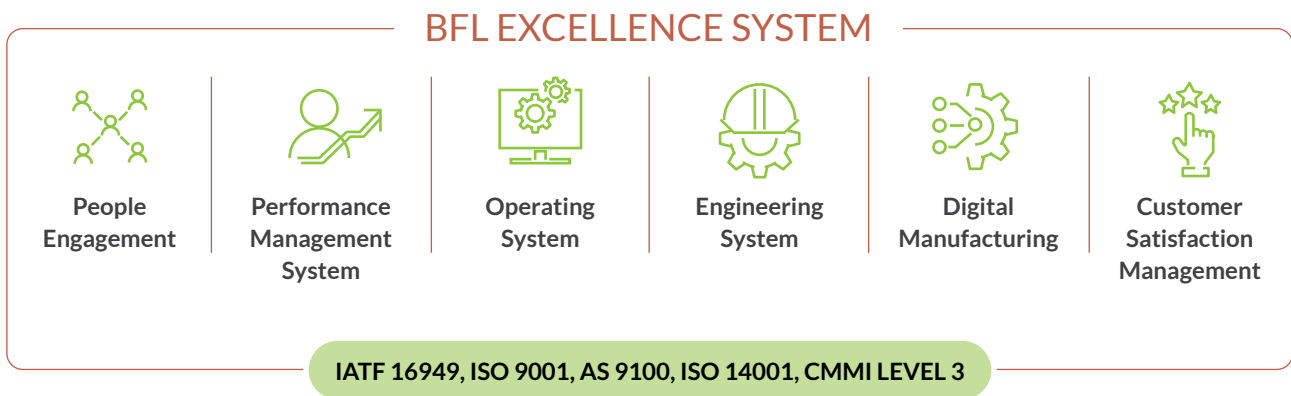 BFL EXCELLENCE SYSTEM
People
Engagement
Performance
Management
System
Operating
System
Engineering
System
Digital
Manufacturing
Customer
Satisfaction
Management
IATF 16949, ISO 9001, AS 9100, ISO 14001, CMMI LEVEL 3